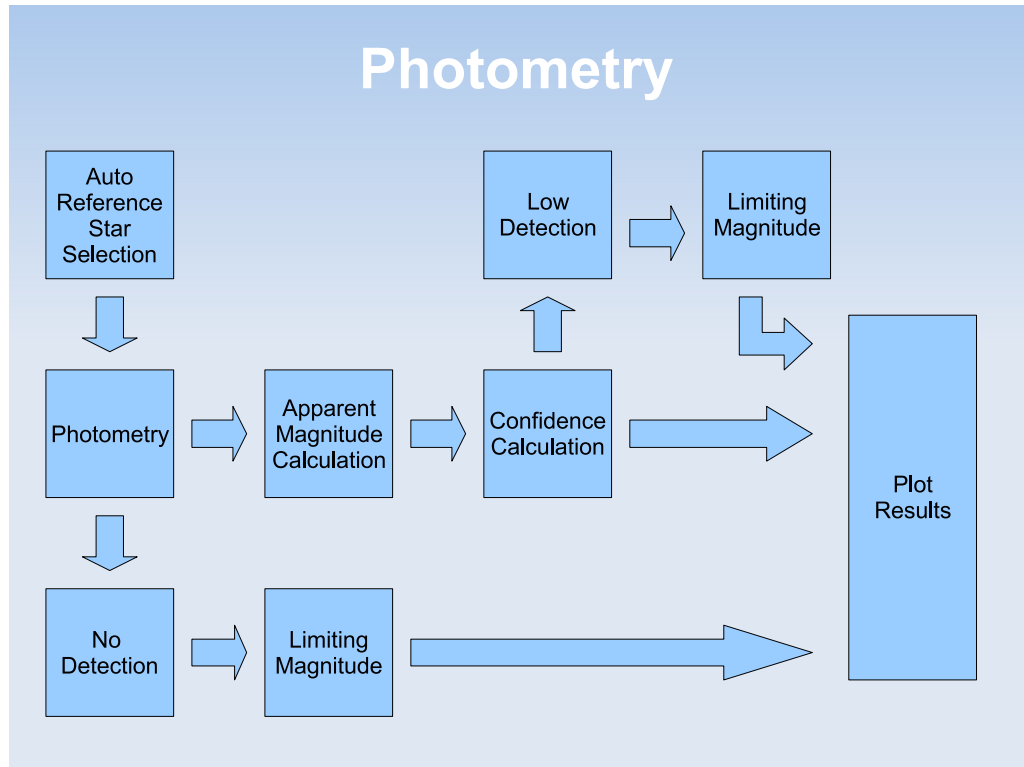 Photometry
Auto
Reference
Star
Selection
Low
Detection
Limiting
Magnitude
Photometry
Apparent
Magnitude
Calculation
Confidence
Calculation
Plot
Results
No
Detection
Limiting
Magnitude